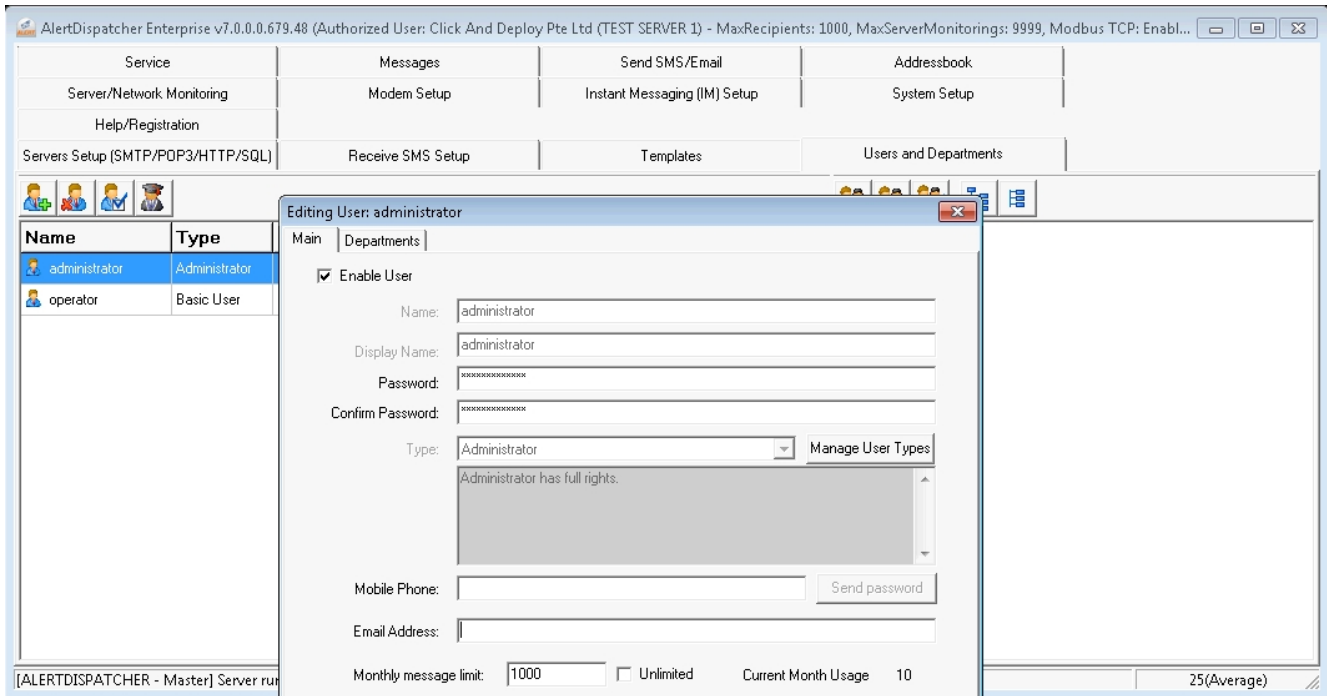 AlertDispatcher Enterprise v7.0.0.0.679.48 (Authorized User: Click And Deploy Pte Ltd (TEST SERVER 1) - MaxRecipients: 1000, MaxServerMonitorings: 9999, Modbus TCP: Enabl...
Service Messages Send SMS/Email Addressbook
Server/Network Monitoring Modem Setup Instant Messaging (IM) Setup System Setup
Help/Registration
Servers Setup (SMTP/POP3/HTTP/SQL) Receive SMS Setup Templates Users and Departments
Editing User: administrator
Name Type
Main Departments
administrator Administrator
Enable User
operator Basic User
Name: administrator
Display Name: administrator
Password: xxxxxxxxxxxxx
Confirm Password: xxxxxxxxxxxxx
Type: Administrator Manage User Types
Administrator has full rights.
Mobile Phone: Send password
Email Address:
Monthly message limit: 1000 Unlimited Current Month Usage 10
[ALERTDISPATCHER - Master] Server rur 25(Average)